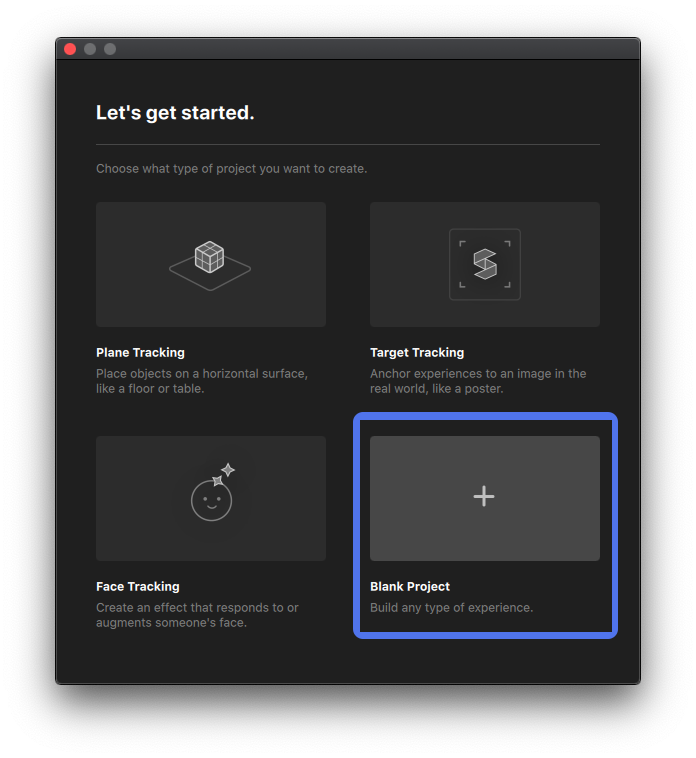 Let's get started.
Choose what type of project you want to create.
Plane Tracking
Place objects on a horizontal surface,
like a floor or table.
Target Tracking
Anchor experiences to an image in the
real world, like a poster.
Face Tracking
Create an effect that responds to or
augments someone's face.
Blank Project
Build any type of experience.